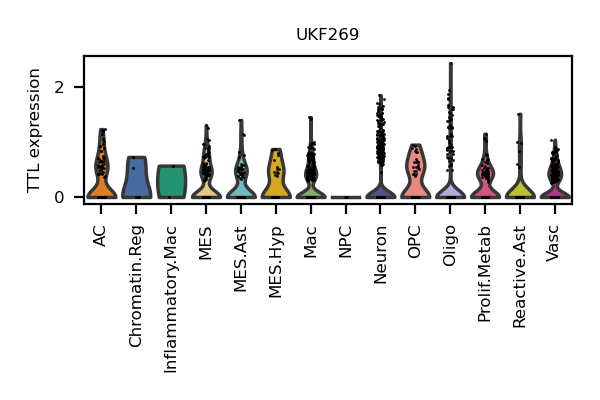 UKF269
TTL expression
2
0
AC
Chromatin.Reg
Inflammatory.Mac
MES
MES.Ast
MES.Hyp
Mac
NPC
Neuron
OPC
Oligo
Prolif.Metab
Reactive.Ast
Vasc